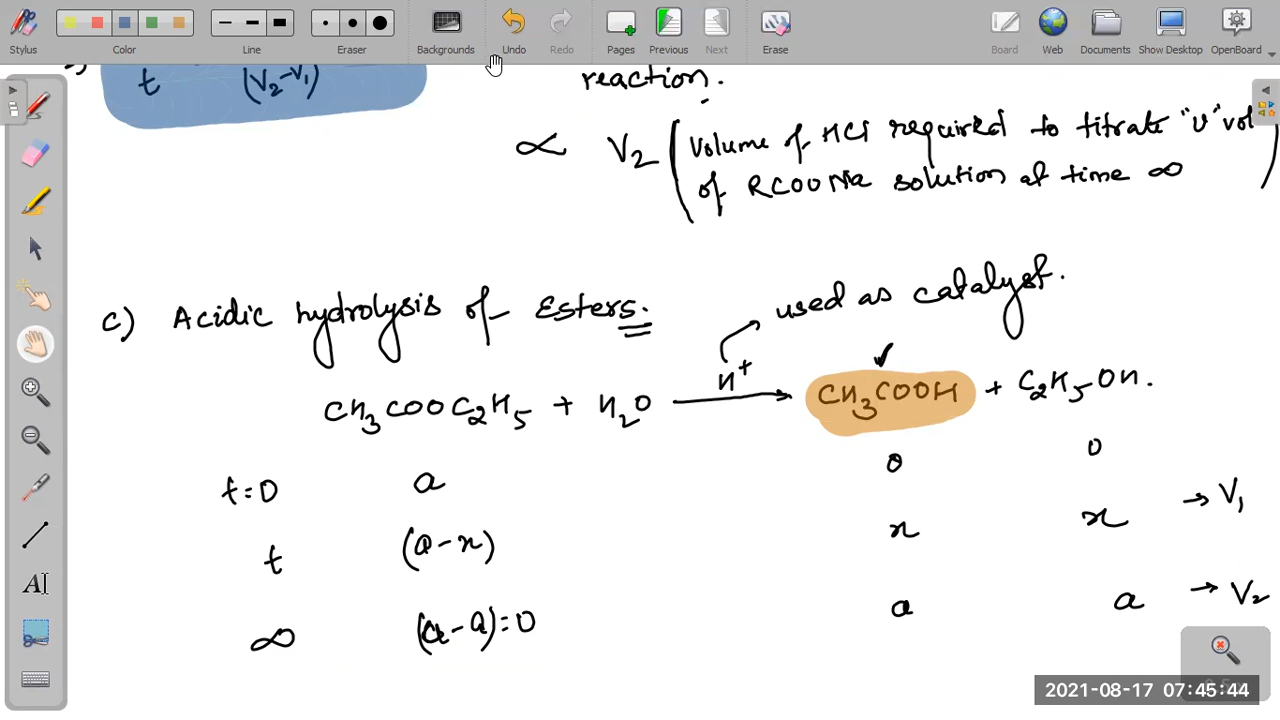 Stylus Color Line Eraser Backgrounds Undo Redo Pages Previous Next Erase Board Web Documents Show Desktop OpenBoard
t (V₂-V₁)
reaction.
∝ V₂ (Volume of HCl required to titrate "v" vol
of RCOONa solution at time ∞
c) Acidic hydrolysis of Esters.
used as catalyst.
CH₃COOC₂H₅ + H₂O —H⁺→ CH₃COOH + C₂H₅OH.
t=0 a 0 0
t (a-x) x x → V₁
∞ (a-a)=0 a a → V₂
2021-08-17 07:45:44